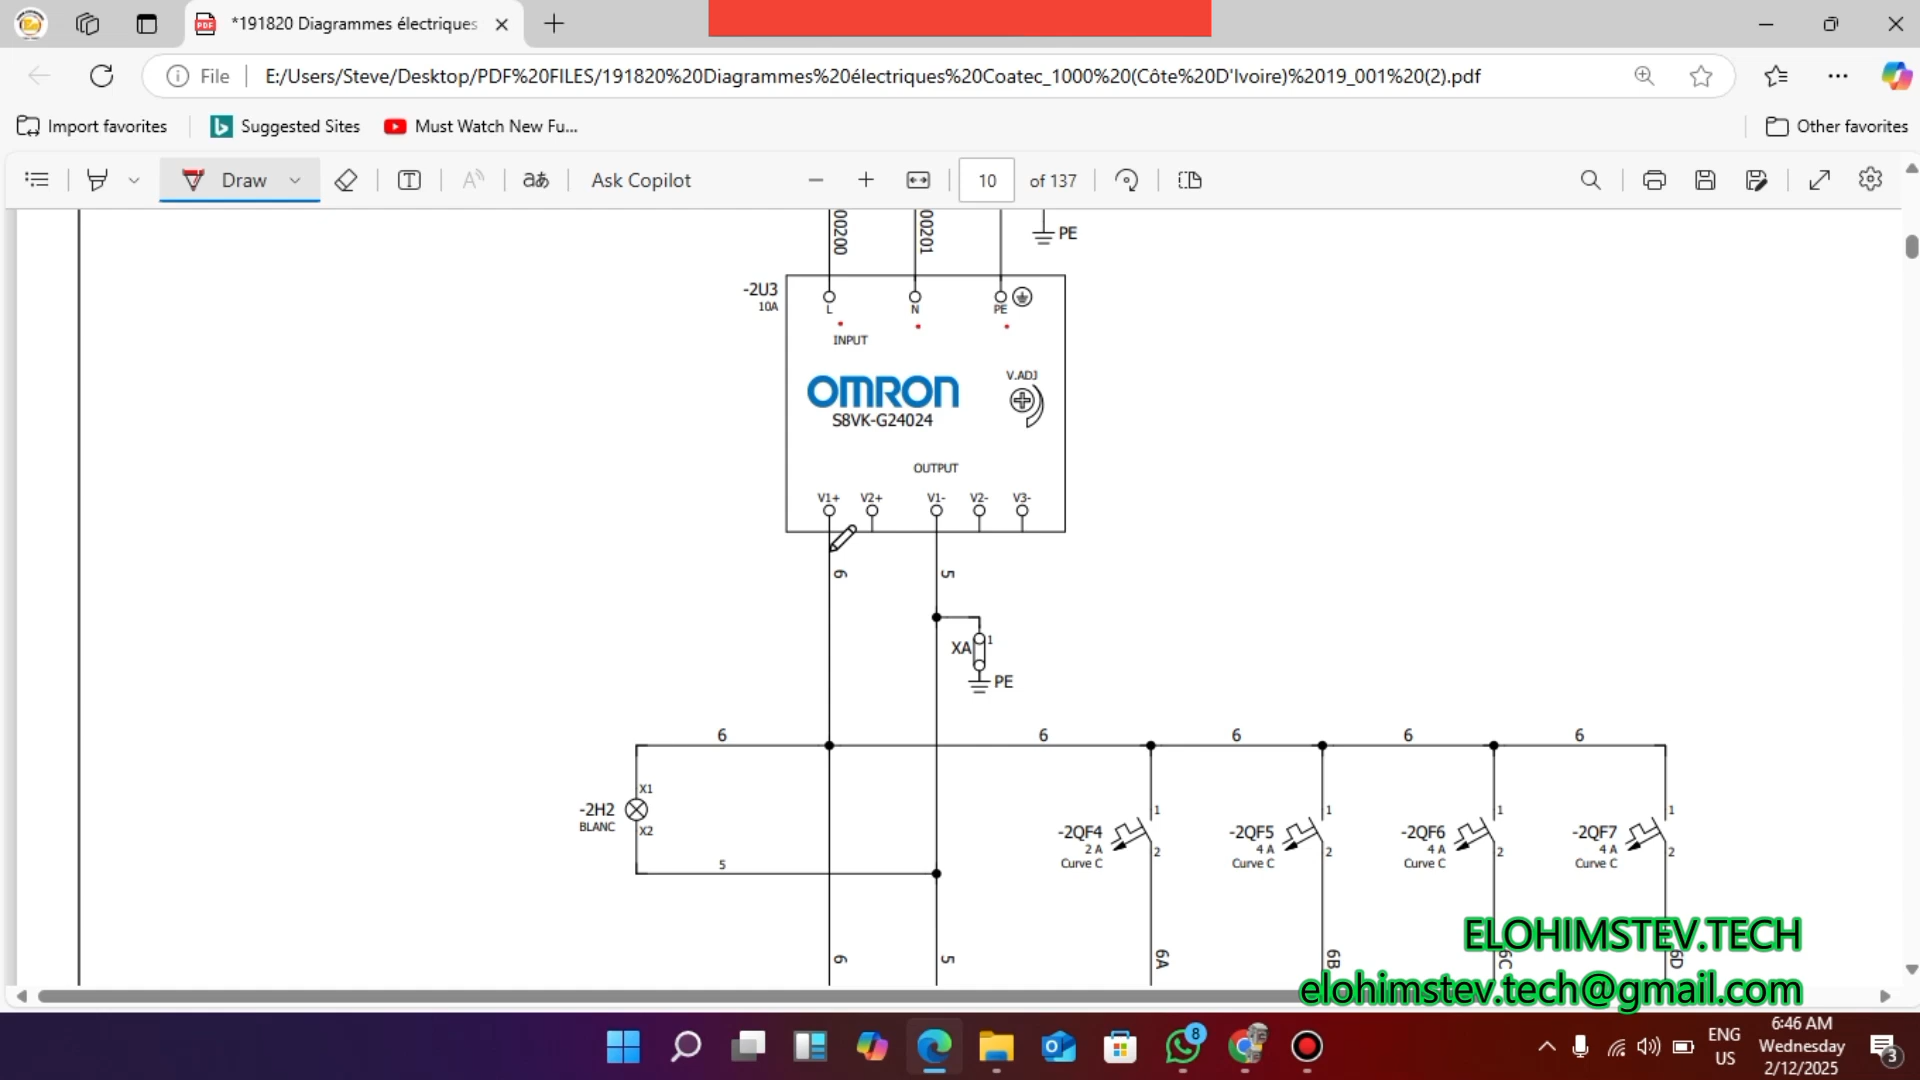 *191820 Diagrammes électriques
File
E:/Users/Steve/Desktop/PDF%20FILES/191820%20Diagrammes%20électriques%20Coatec_1000%20(Côte%20D'Ivoire)%2019_001%20(2).pdf
Import favorites
Suggested Sites
Must Watch New Fu...
Other favorites
Draw
Ask Copilot
10 of 137
00200
00201
PE
-2U3
10A
L
N
PE
INPUT
OMRON
V.ADJ
S8VK-G24024
OUTPUT
V1+ V2+ V1- V2- V3-
6
5
XA
1
PE
6 6 6 6 6
-2H2
BLANC
X1
X2
5
-2QF4
2 A
Curve C
1
2
-2QF5
4 A
Curve C
1
2
-2QF6
4 A
Curve C
1
2
-2QF7
4 A
Curve C
1
2
6
5
6A
6B
6C
6D
ELOHIMSTEV.TECH
elohimstev.tech@gmail.com
8
ENG
US
6:46 AM
Wednesday
2/12/2025
3